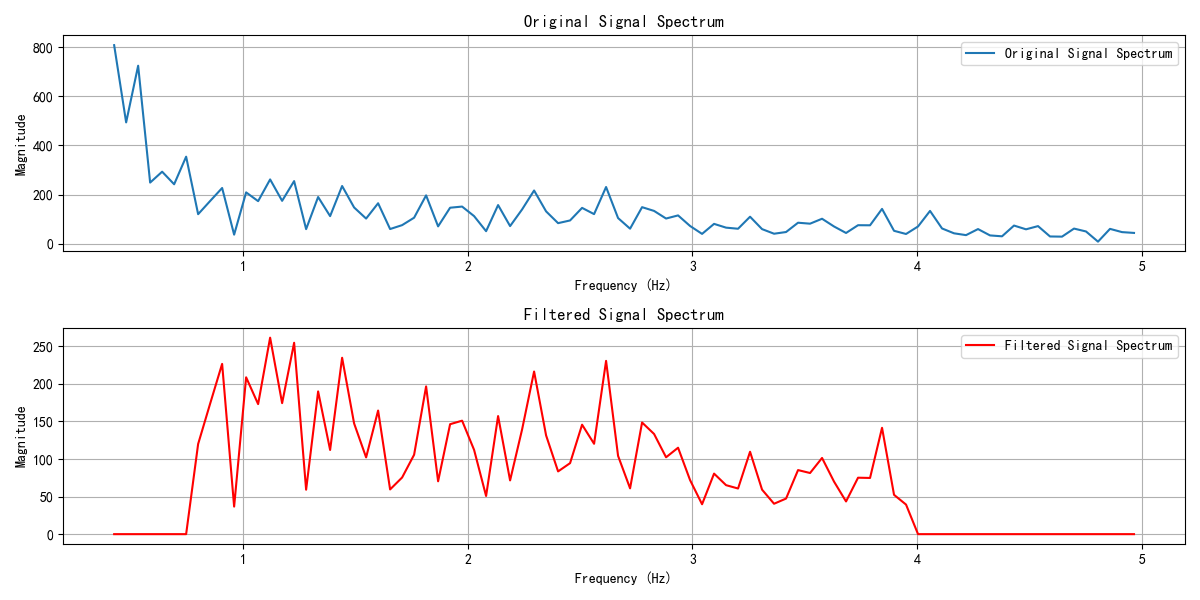 Original Signal Spectrum
Original Signal Spectrum
800
600
400
200
0
Magnitude
1 2 3 4 5
Frequency (Hz)
Filtered Signal Spectrum
Filtered Signal Spectrum
250
200
150
100
50
0
Magnitude
1 2 3 4 5
Frequency (Hz)